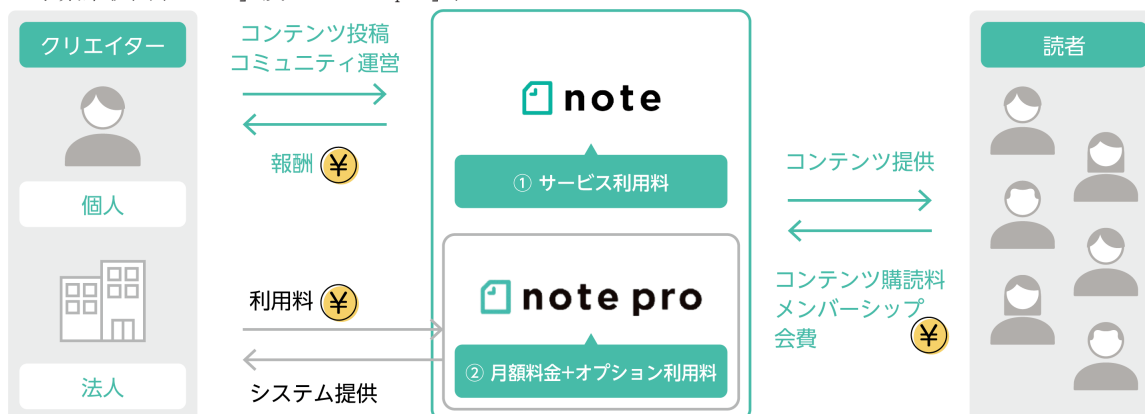 クリエイター
個人
法人
コンテンツ投稿
コミュニティ運営
報酬 ¥
利用料 ¥
システム提供
note
① サービス利用料
note pro
② 月額料金+オプション利用料
コンテンツ提供
コンテンツ購読料
メンバーシップ
会費 ¥
読者